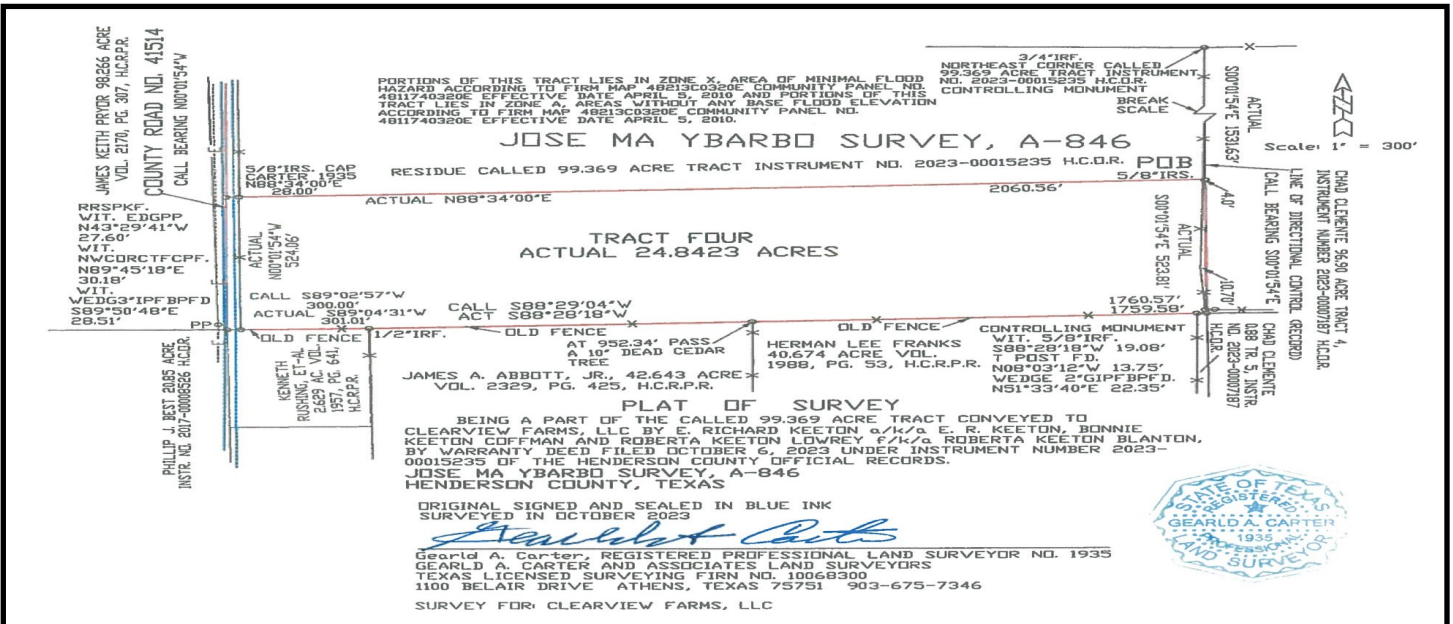 JAMES KEITH PRYOR 98.266 ACRE
VOL. 2170, PG. 307, H.C.R.P.R.
COUNTY ROAD NO. 41514
CALL BEARING N00°01'54"W
PORTIONS OF THIS TRACT LIES IN ZONE X, AREA OF MINIMAL FLOOD
HAZARD ACCORDING TO FIRM MAP 48213C0320E COMMUNITY PANEL NO.
4811740320E EFFECTIVE DATE APRIL 5, 2010 AND PORTIONS OF THIS
TRACT LIES IN ZONE A, AREAS WITHOUT ANY BASE FLOOD ELEVATION
ACCORDING TO FIRM MAP 48213C0320E COMMUNITY PANEL NO.
4811740320E EFFECTIVE DATE APRIL 5, 2010.
3/4"IRF.
NORTHEAST CORNER CALLED
99.369 ACRE TRACT INSTRUMENT
NO. 2023-00015235 H.C.O.R.
CONTROLLING MONUMENT
BREAK
SCALE
ACTUAL
S00°01'54"E 1531.63'
Scale: 1" = 300'
JOSE MA YBARBO SURVEY, A-846
5/8"IRS. CAP
CARTER 1935
N88°34'00"E
28.00'
RESIDUE CALLED 99.369 ACRE TRACT INSTRUMENT NO. 2023-00015235 H.C.O.R.
POB
5/8"IRS.
ACTUAL N88°34'00"E
2060.56'
CHAD CLEMENTE 96.90 ACRE TRACT 4,
INSTRUMENT NUMBER 2023-00007187 H.C.O.R.
LINE OF DIRECTIONAL CONTROL (RECORD)
CALL BEARING S00°01'54"E
4.0'
RRSPKF.
WIT. EDGPP
N43°29'41"W
27.60'
WIT.
NWCORCTFCPF.
N89°45'18"E
30.18'
WIT.
WEDG3"IPFBPFD
S89°50'48"E
28.51'
PP
ACTUAL
N00°01'54"W
524.06'
TRACT FOUR
ACTUAL 24.8423 ACRES
ACTUAL
S00°01'54"E 523.81'
10.70'
CALL S89°02'57"W
300.00'
ACTUAL S89°04'31"W
301.01'
CALL S88°29'04"W
ACT S88°28'18"W
1760.57'
1759.58'
OLD FENCE
1/2"IRF.
OLD FENCE
AT 952.34' PASS
A 10" DEAD CEDAR
TREE
OLD FENCE
HERMAN LEE FRANKS
40.674 ACRE VOL.
1988, PG. 53, H.C.R.P.R.
CONTROLLING MONUMENT
WIT. 5/8"IRF.
S88°28'18"W 19.08'
T POST FD.
N08°03'12"W 13.75'
WEDGE 2"GIPFBPFD.
N51°33'40"E 22.35'
CHAD CLEMENTE
0.88 TR. 5, INSTR.
NO. 2023-00007187
H.C.O.R.
PHILLIP J. BEST 20.85 ACRE
INSTR. NO. 2017-00008526 H.C.O.R.
KENNETH
RUSHING, ET-AL
2.629 AC. VOL.
1957, PG. 641,
H.C.R.P.R.
JAMES A. ABBOTT, JR., 42.643 ACRE
VOL. 2329, PG. 425, H.C.R.P.R.
PLAT OF SURVEY
BEING A PART OF THE CALLED 99.369 ACRE TRACT CONVEYED TO
CLEARVIEW FARMS, LLC BY E. RICHARD KEETON a/k/a E. R. KEETON, BONNIE
KEETON COFFMAN AND ROBERTA KEETON LOWREY f/k/a ROBERTA KEETON BLANTON,
BY WARRANTY DEED FILED OCTOBER 6, 2023 UNDER INSTRUMENT NUMBER 2023-
00015235 OF THE HENDERSON COUNTY OFFICIAL RECORDS.
JOSE MA YBARBO SURVEY, A-846
HENDERSON COUNTY, TEXAS
ORIGINAL SIGNED AND SEALED IN BLUE INK
SURVEYED IN OCTOBER 2023
Gearld A Carter
Gearld A. Carter, REGISTERED PROFESSIONAL LAND SURVEYOR NO. 1935
GEARLD A. CARTER AND ASSOCIATES LAND SURVEYORS
TEXAS LICENSED SURVEYING FIRN NO. 10068300
1100 BELAIR DRIVE ATHENS, TEXAS 75751 903-675-7346
SURVEY FOR: CLEARVIEW FARMS, LLC
STATE OF TEXAS
REGISTERED
GEARLD A. CARTER
1935
PROFESSIONAL
LAND SURVEYOR